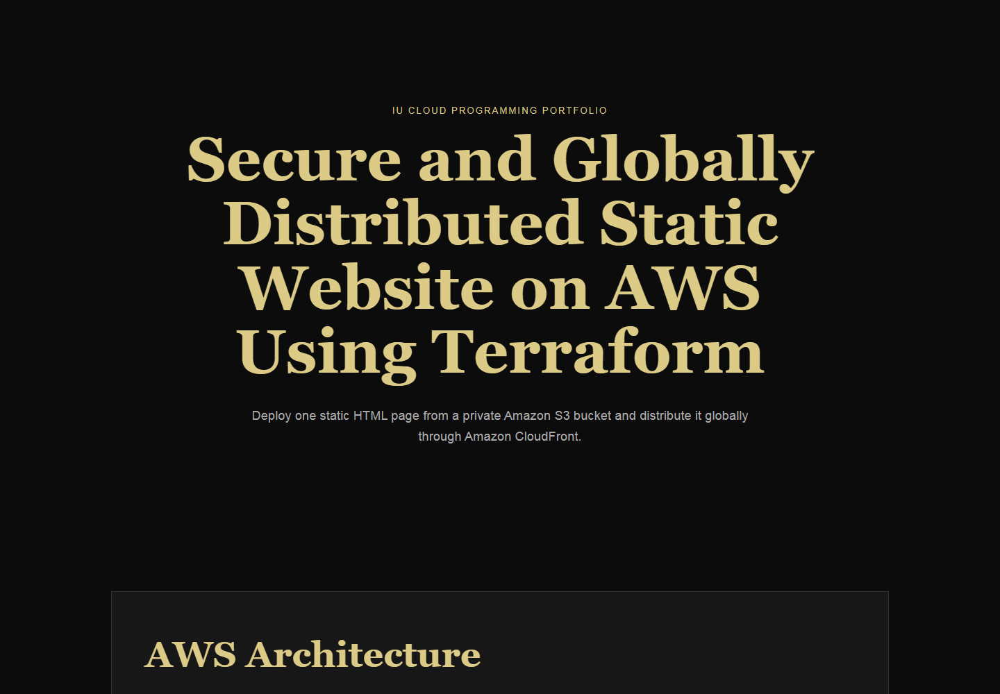 IU CLOUD PROGRAMMING PORTFOLIO
Secure and Globally
Distributed Static
Website on AWS
Using Terraform
Deploy one static HTML page from a private Amazon S3 bucket and distribute it globally
through Amazon CloudFront.
AWS Architecture